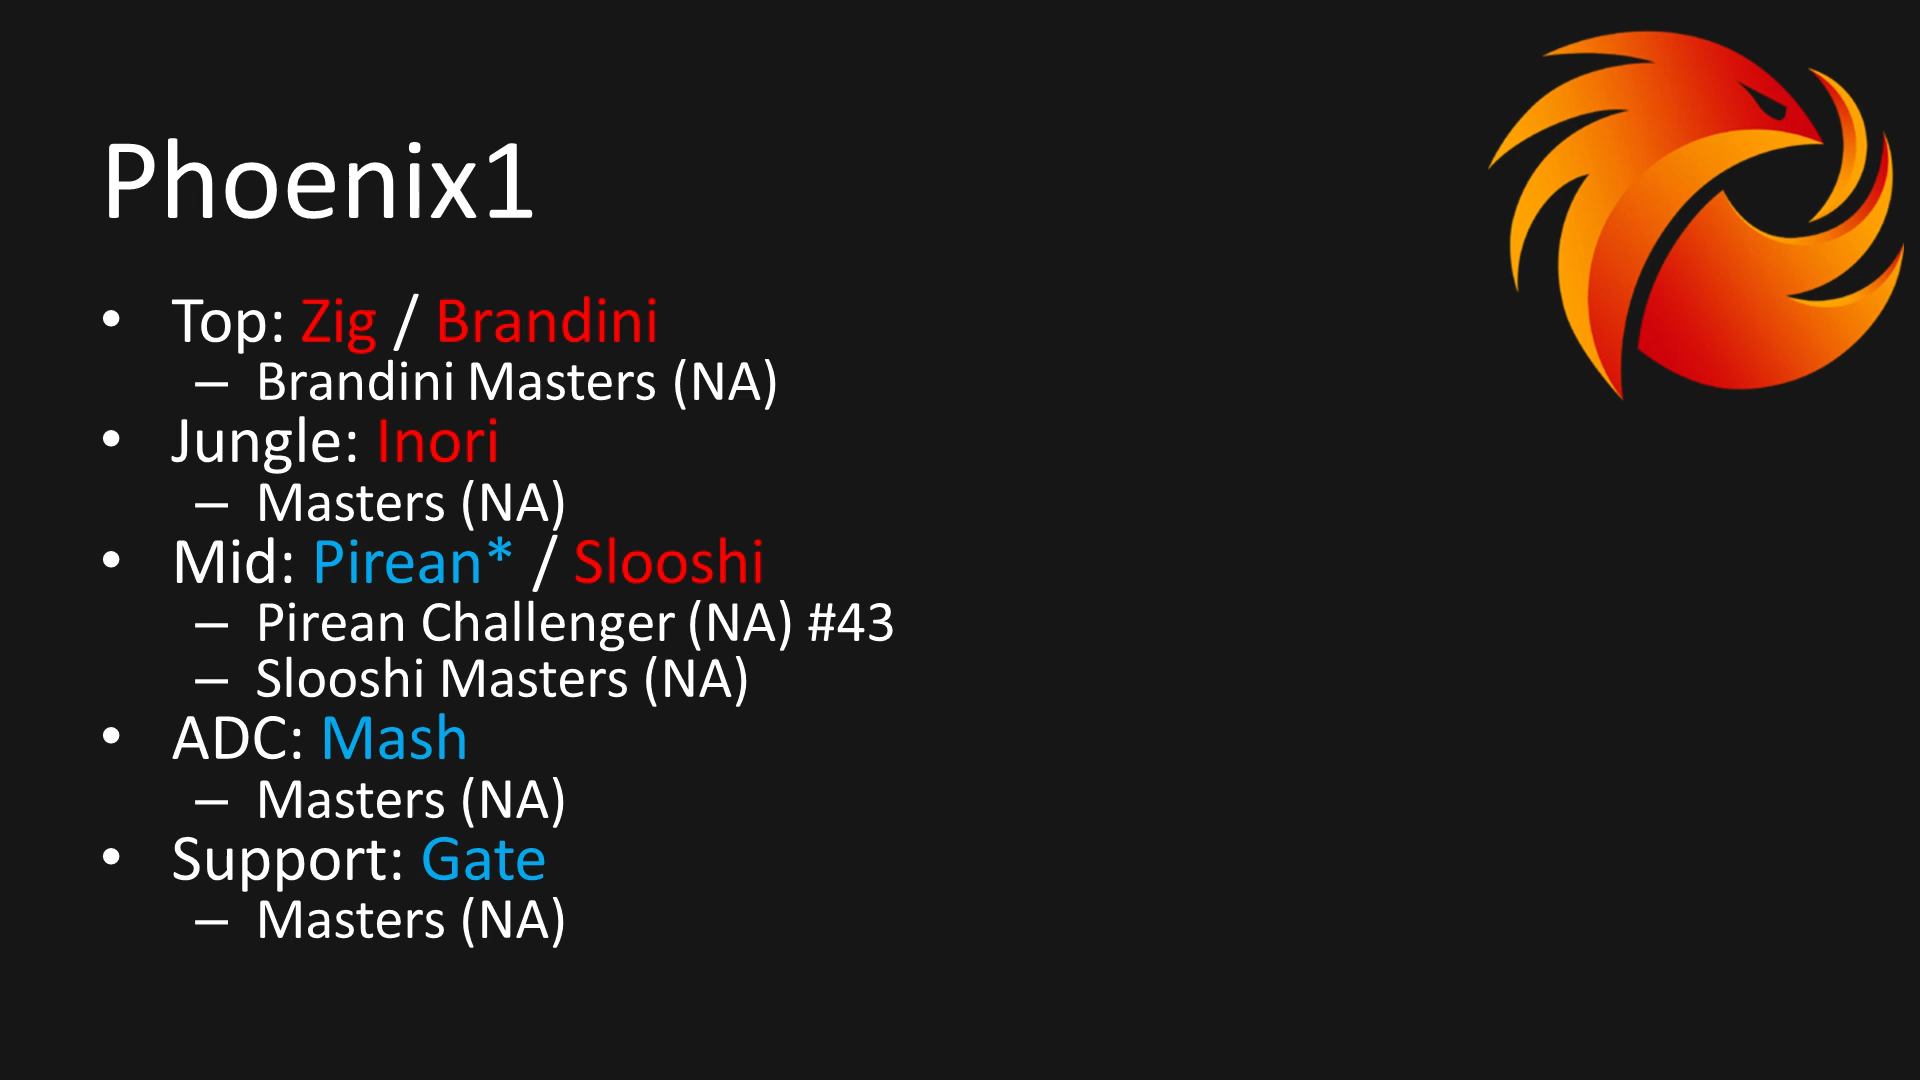 Phoenix1
• Top: Zig / Brandini
– Brandini Masters (NA)
• Jungle: Inori
– Masters (NA)
• Mid: Pirean* / Slooshi
– Pirean Challenger (NA) #43
– Slooshi Masters (NA)
• ADC: Mash
– Masters (NA)
• Support: Gate
– Masters (NA)